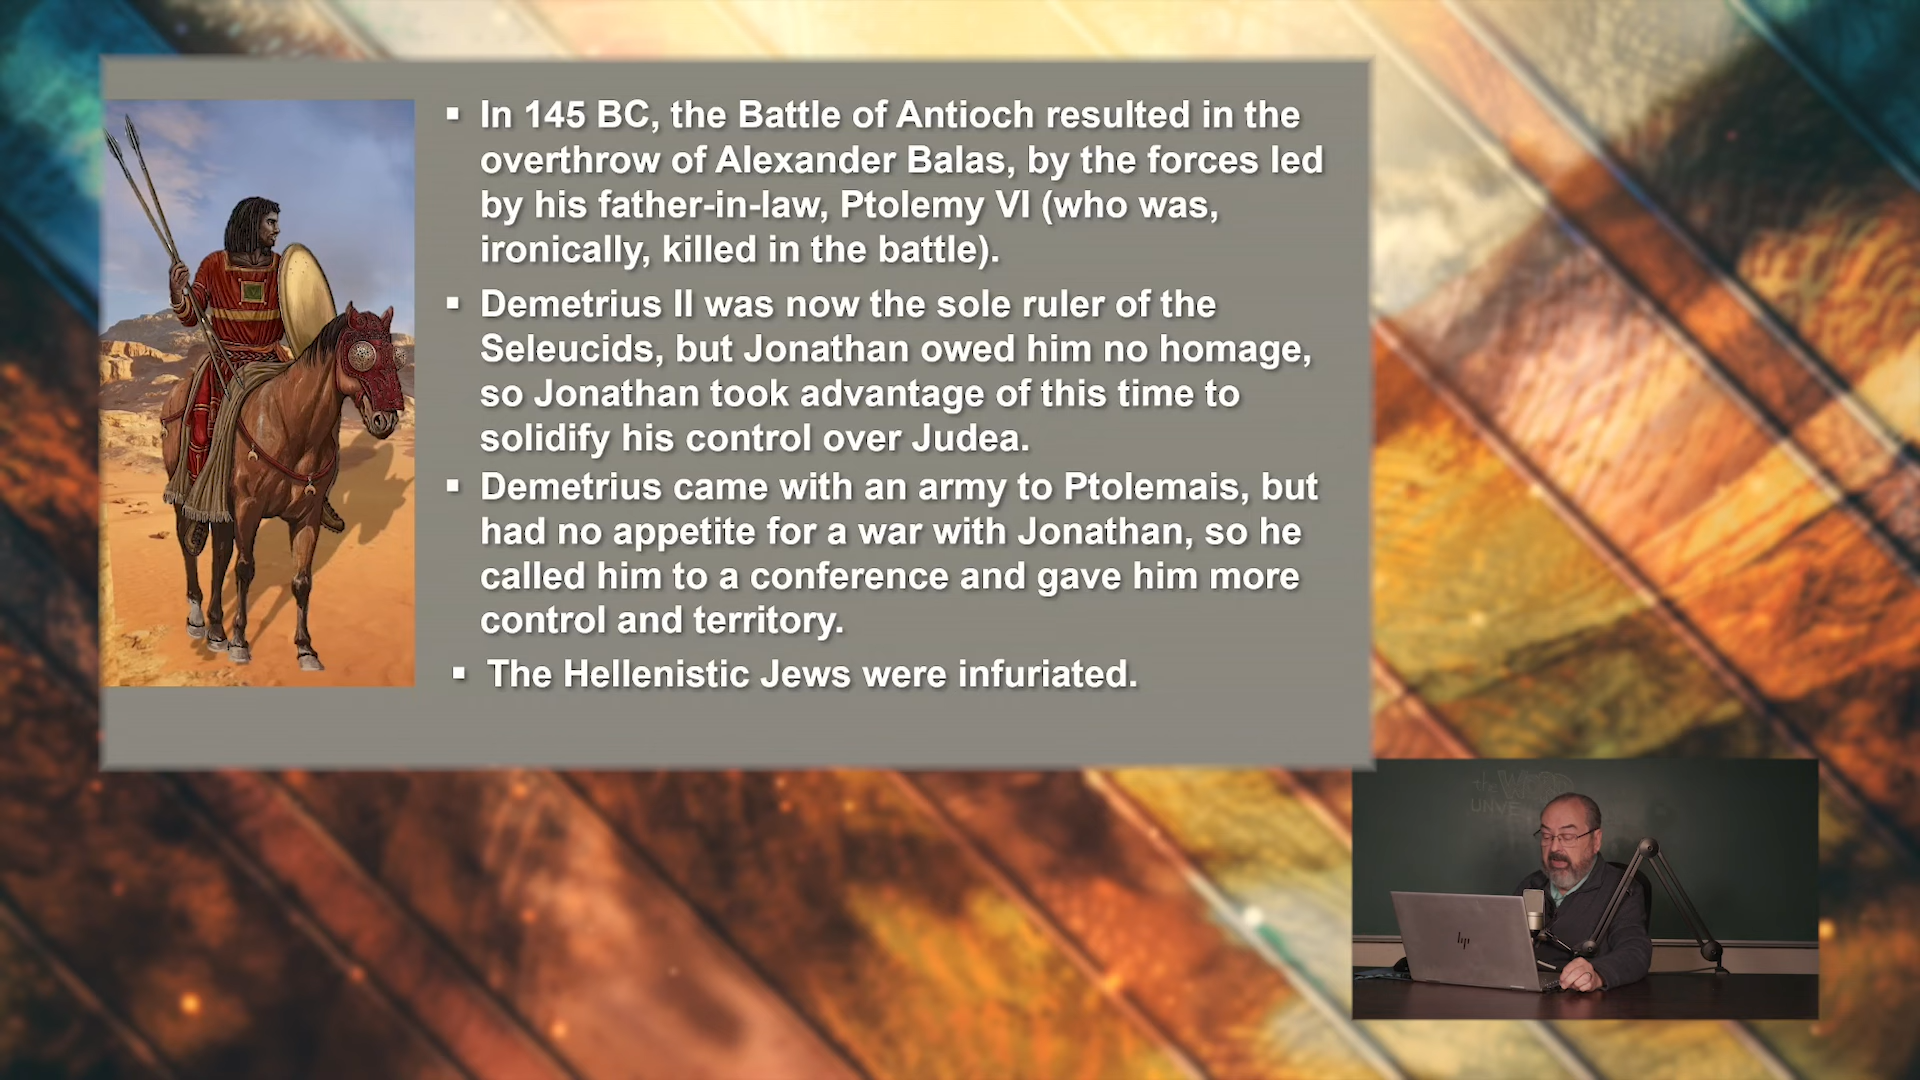 ▪ In 145 BC, the Battle of Antioch resulted in the
overthrow of Alexander Balas, by the forces led
by his father-in-law, Ptolemy VI (who was,
ironically, killed in the battle).
▪ Demetrius II was now the sole ruler of the
Seleucids, but Jonathan owed him no homage,
so Jonathan took advantage of this time to
solidify his control over Judea.
▪ Demetrius came with an army to Ptolemais, but
had no appetite for a war with Jonathan, so he
called him to a conference and gave him more
control and territory.
▪ The Hellenistic Jews were infuriated.
the WORD
hp